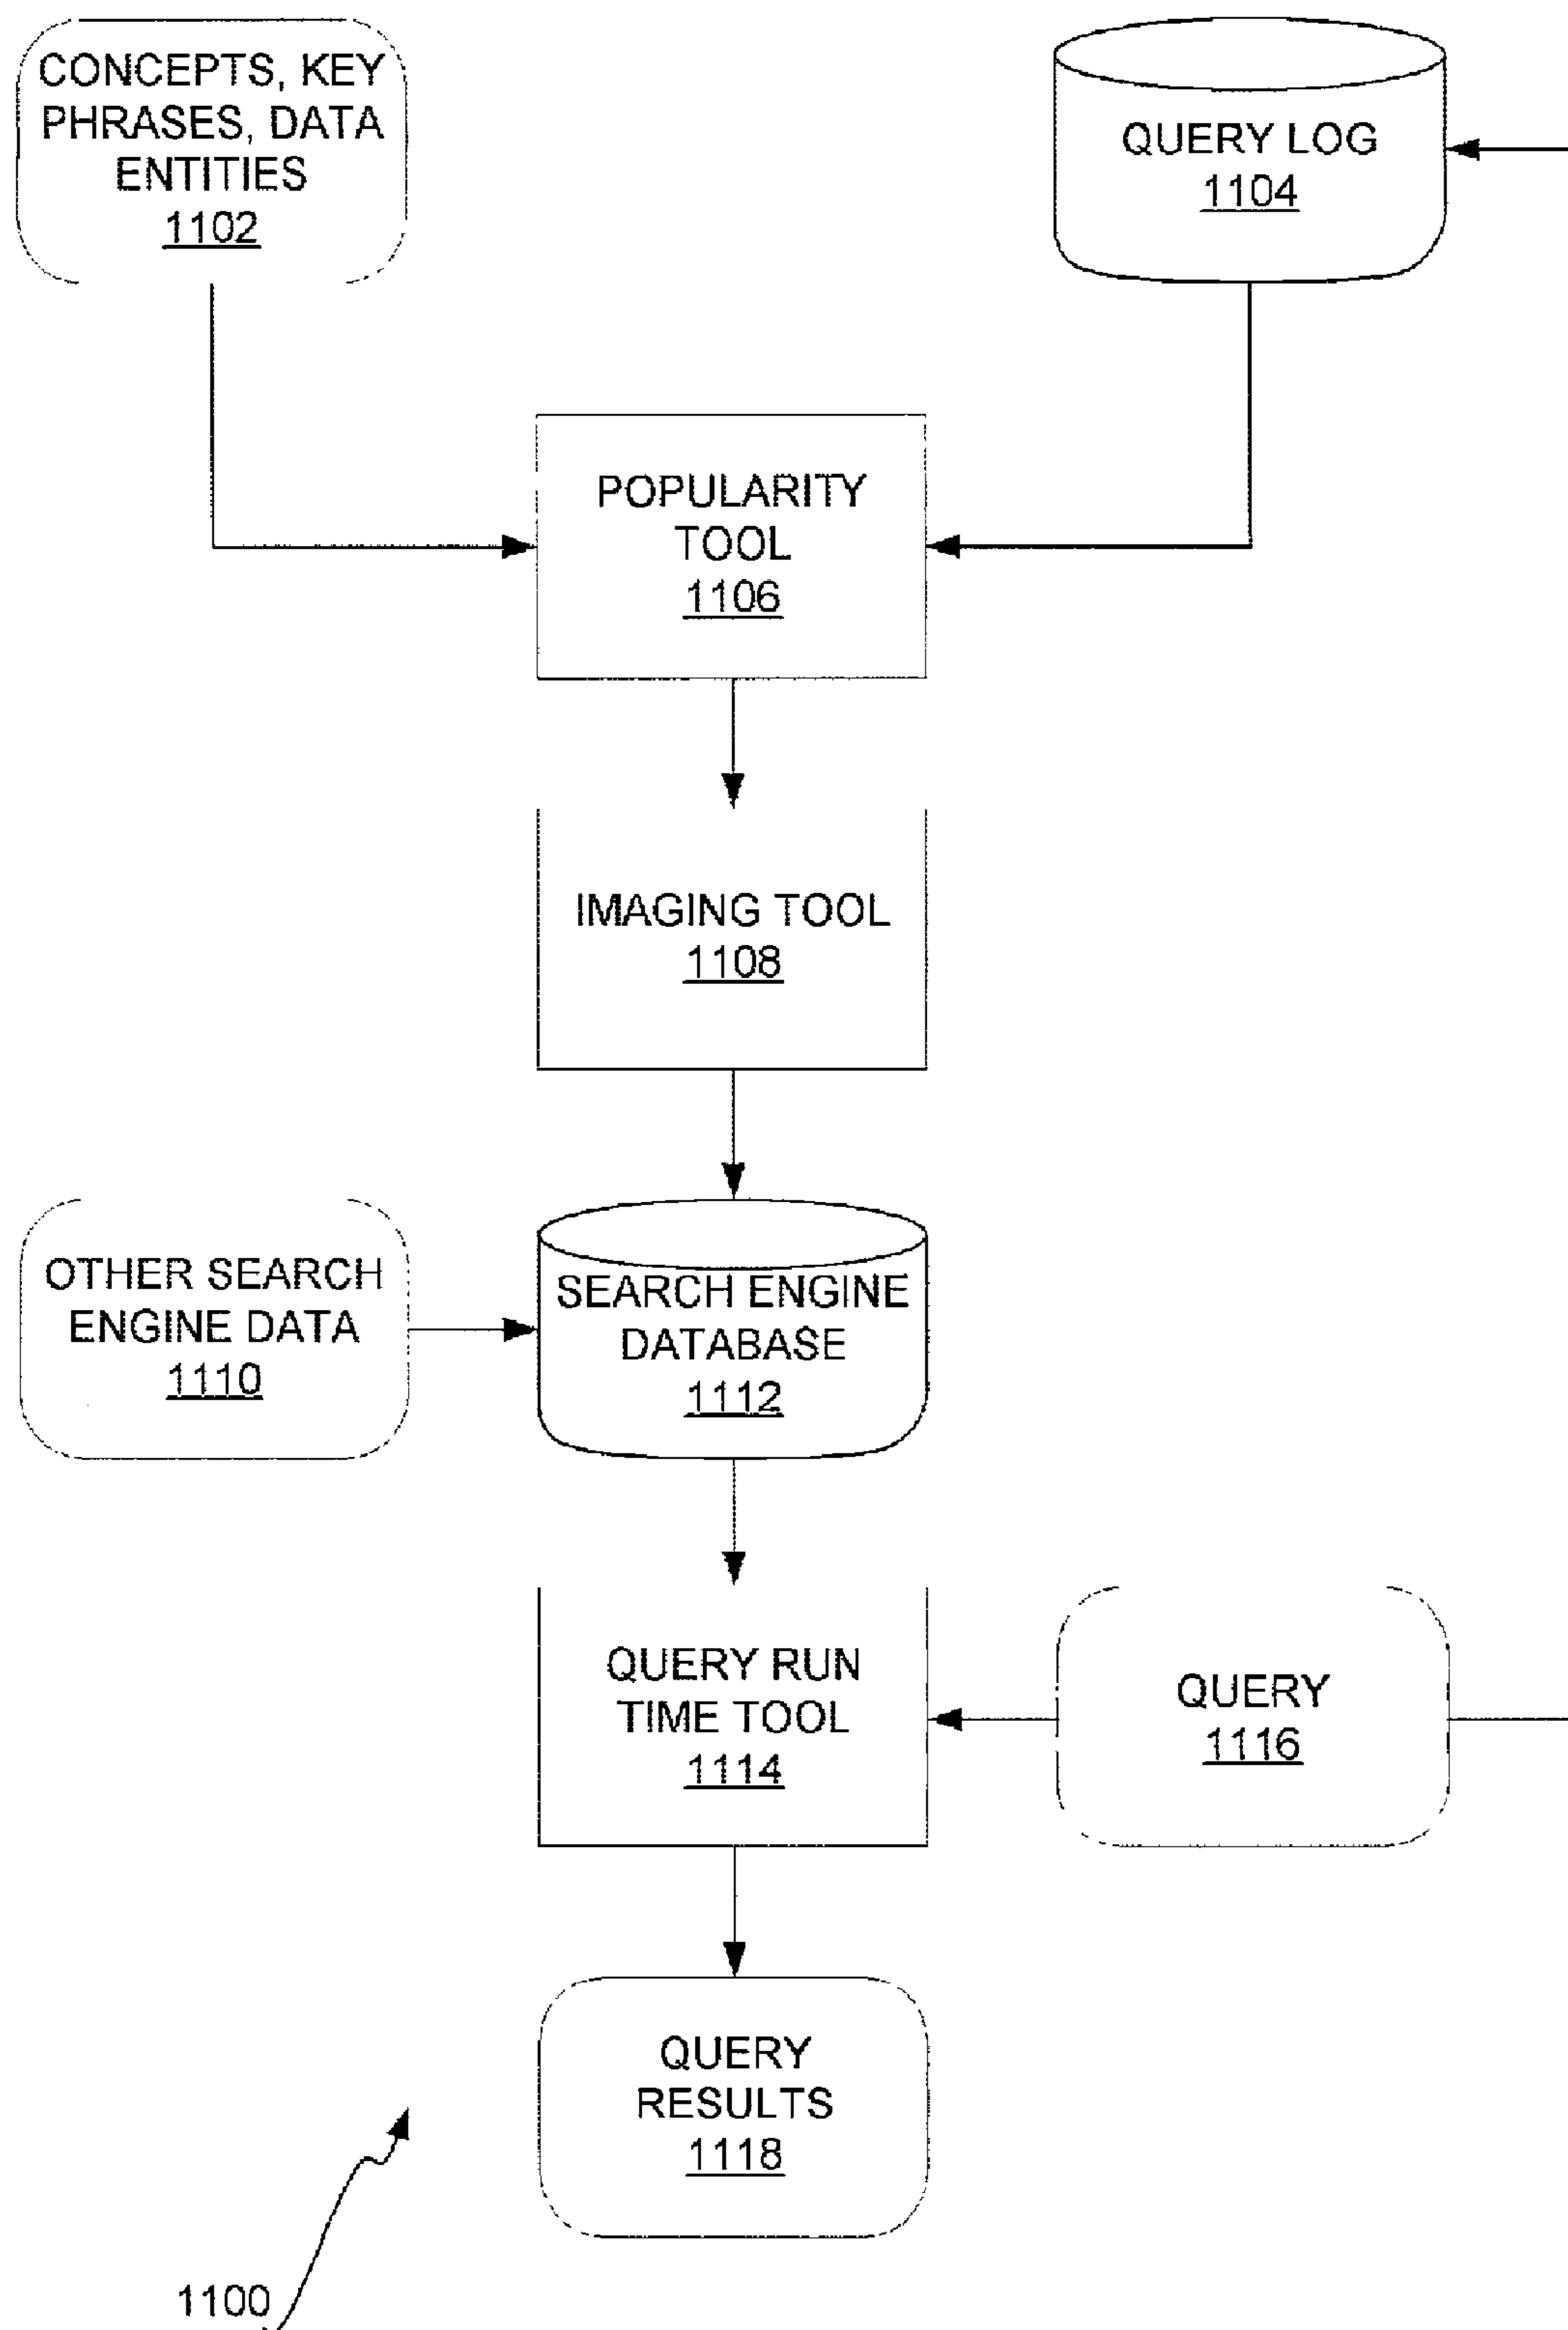 CONCEPTS, KEY
PHRASES, DATA
ENTITIES
1102
QUERY LOG
1104
POPULARITY
TOOL
1106
IMAGING TOOL
1108
OTHER SEARCH
ENGINE DATA
1110
SEARCH ENGINE
DATABASE
1112
QUERY RUN
TIME TOOL
1114
QUERY
1116
QUERY
RESULTS
1118
1100